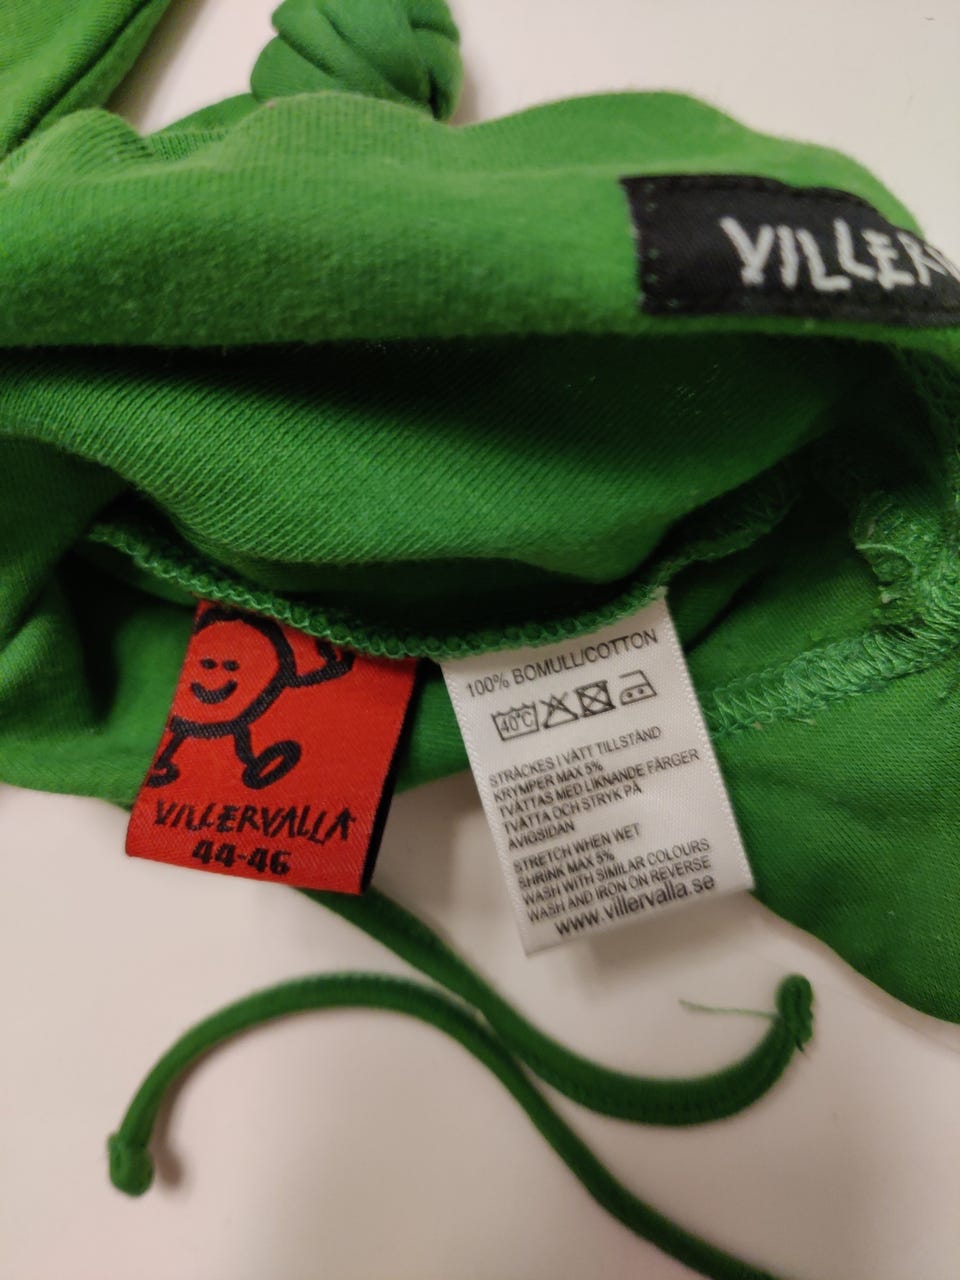 VILLER
VILLERVALLA
44-46
100% BOMULL/COTTON
40°C
STRÄCKES I VÅTT TILLSTÅND
KRYMPER MAX 5%
TVÄTTAS MED LIKNANDE FÄRGER
TVÄTTA OCH STRYK PÅ
AVIGSIDAN
STRETCH WHEN WET
SHRINK MAX 5%
WASH WITH SIMILAR COLOURS
WASH AND IRON ON REVERSE
www.villervalla.se